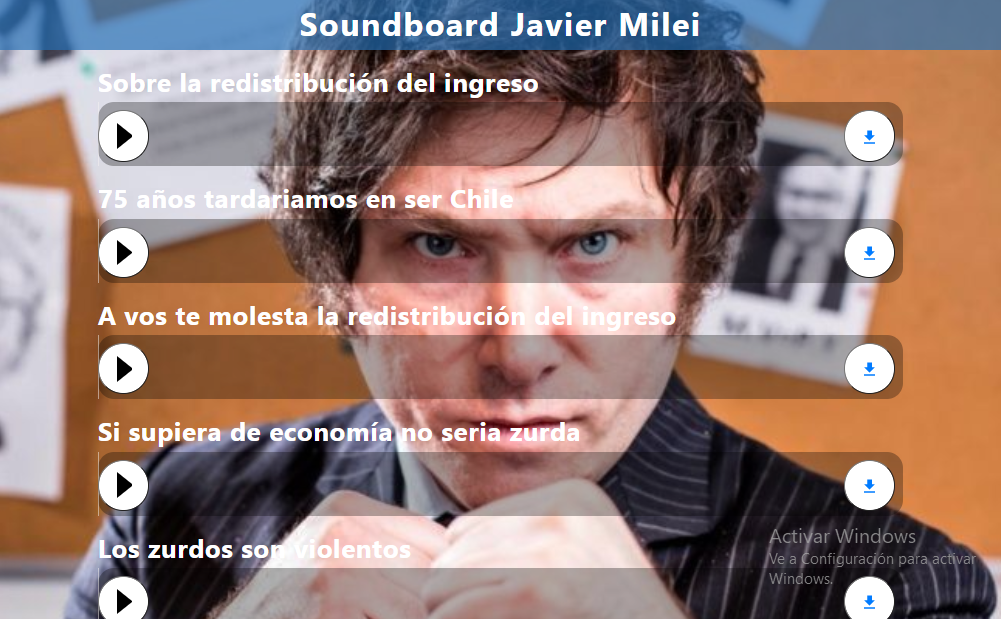 Soundboard Javier Milei
Sobre la redistribución del ingreso
75 años tardariamos en ser Chile
A vos te molesta la redistribución del ingreso
Si supiera de economía no seria zurda
Los zurdos son violentos
Activar Windows
Ve a Configuración para activar
Windows.